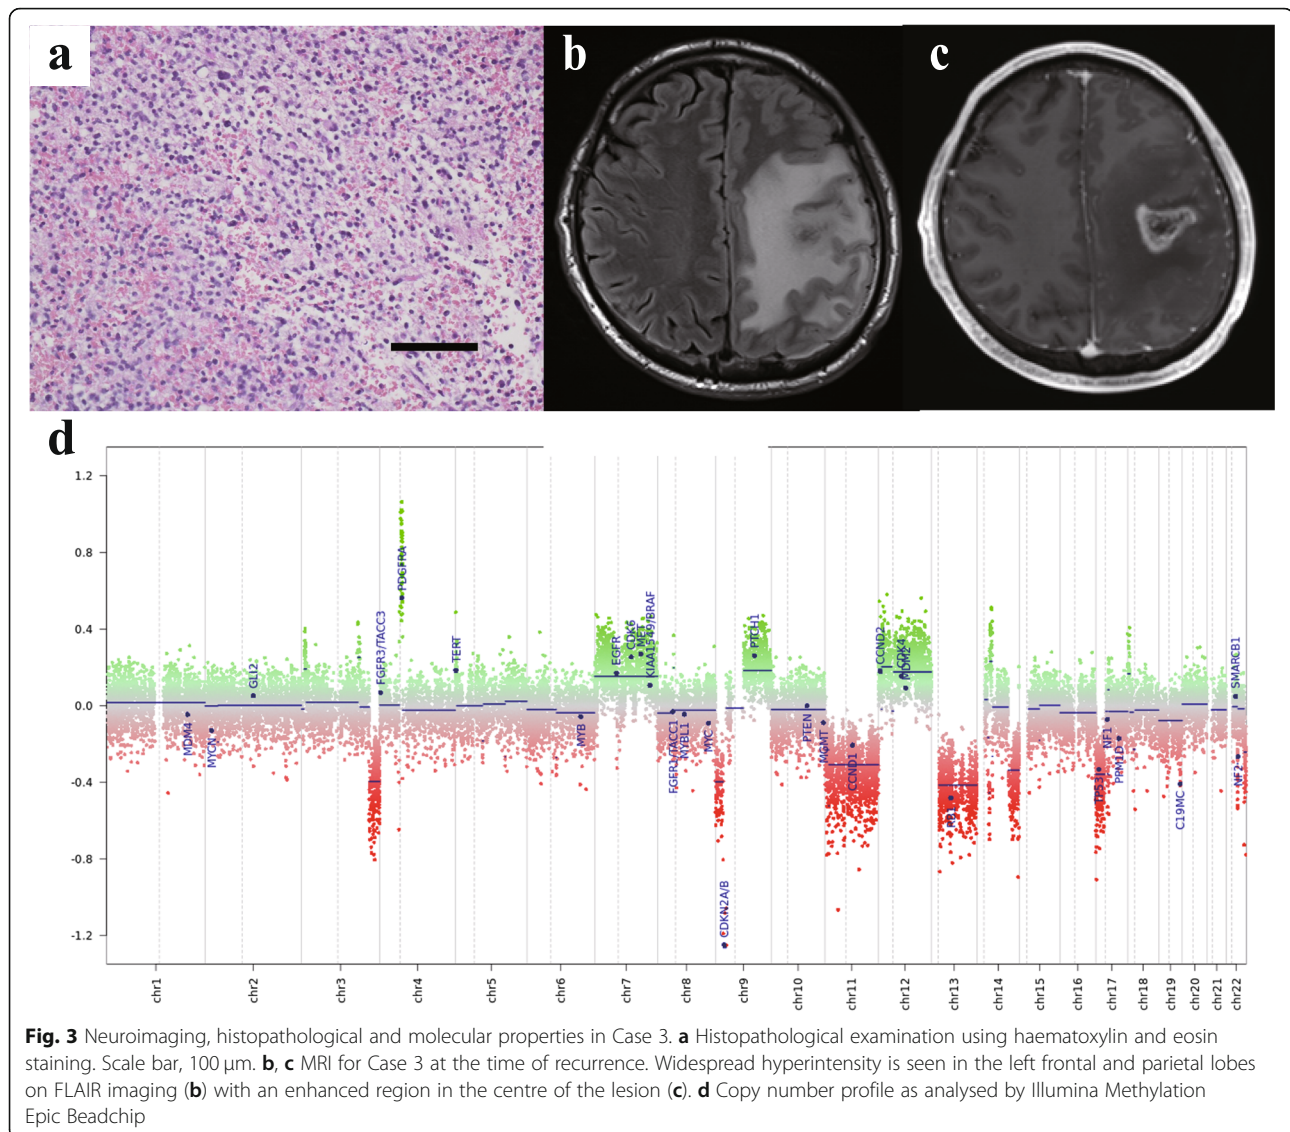 a
b
c
d
1.2
0.8
0.4
0.0
-0.4
-0.8
-1.2
MDM4
MYCN
GLI2
FGFR3/TACC3
PDGFRA
TERT
MYB
EGFR
CDK6
MET
KIAA1549/BRAF
FGFR1/TACC1
MYBL1
MYC
CDKN2A/B
PTCH1
PTEN
MGMT
CCND1
CCND2
CDK4
MDM2
RB1
TP53
NF1
PPM1D
C19MC
SMARCB1
NF2
chr1
chr2
chr3
chr4
chr5
chr6
chr7
chr8
chr9
chr10
chr11
chr12
chr13
chr14
chr15
chr16
chr17
chr18
chr19
chr20
chr21
chr22
Fig. 3 Neuroimaging, histopathological and molecular properties in Case 3. a Histopathological examination using haematoxylin and eosin
staining. Scale bar, 100 μm. b, c MRI for Case 3 at the time of recurrence. Widespread hyperintensity is seen in the left frontal and parietal lobes
on FLAIR imaging (b) with an enhanced region in the centre of the lesion (c). d Copy number profile as analysed by Illumina Methylation
Epic Beadchip